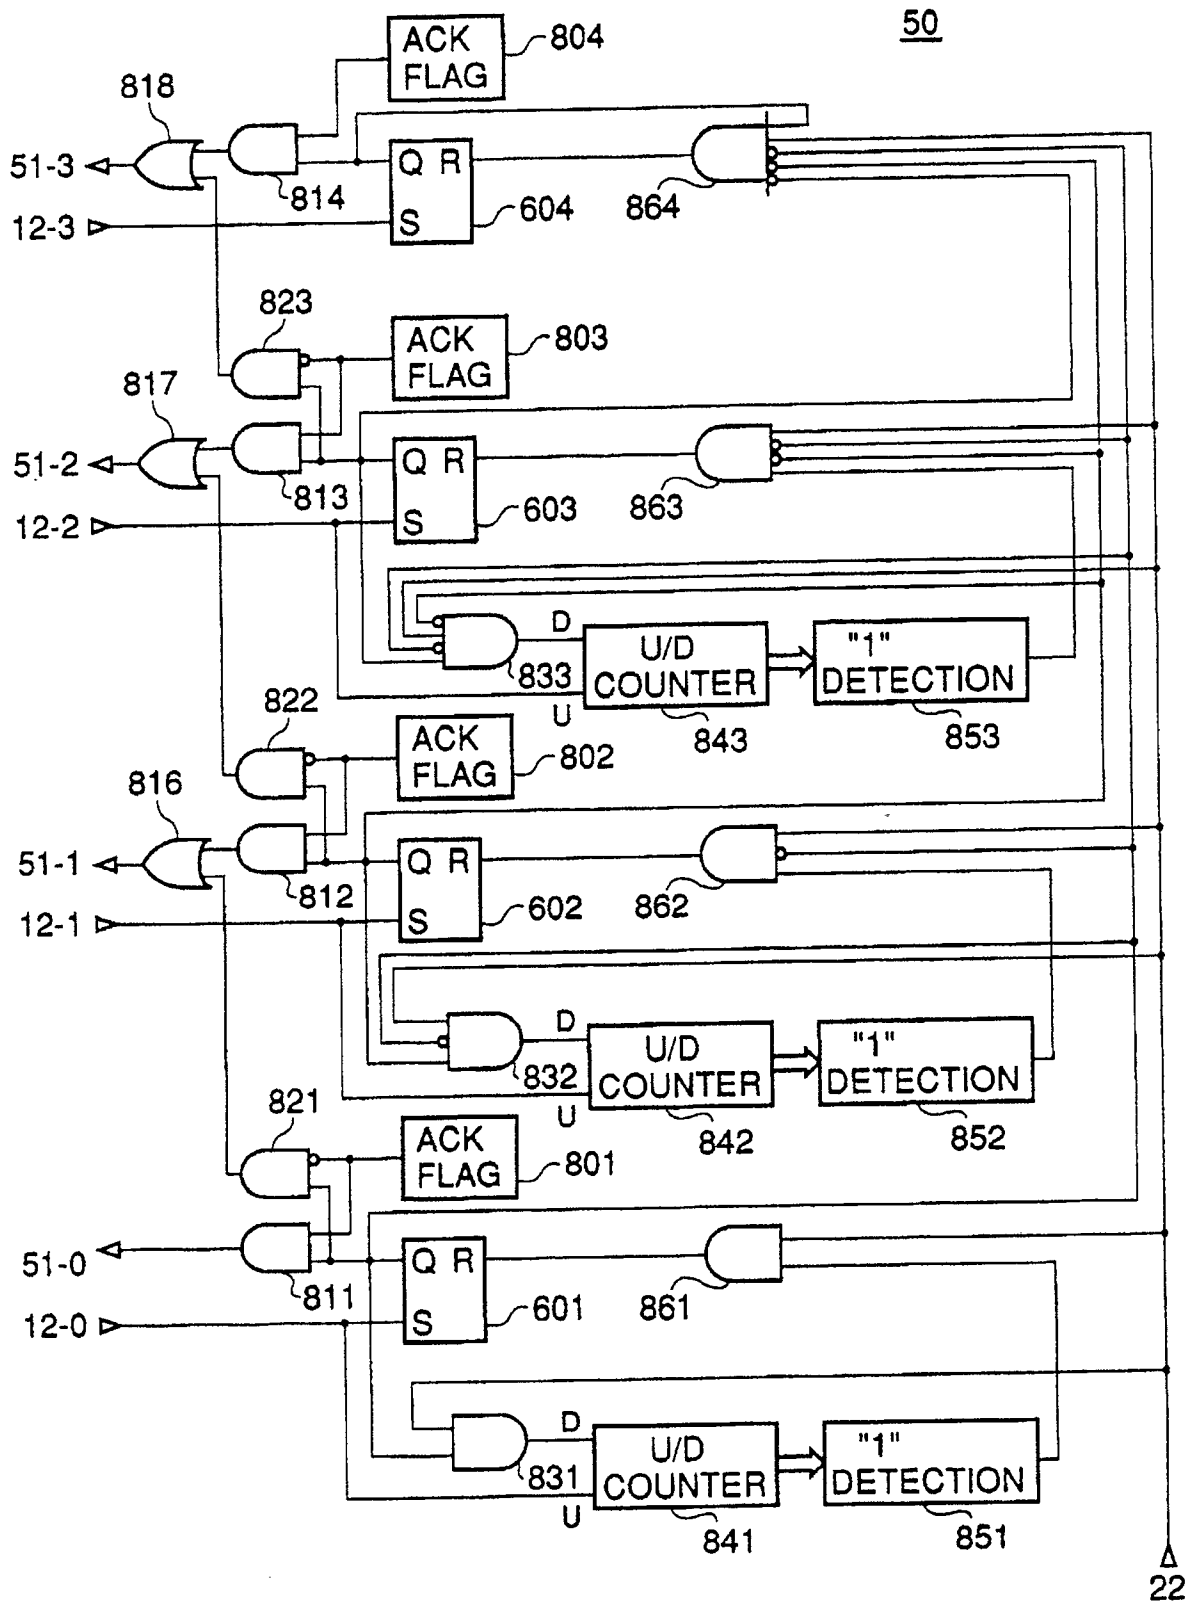 50
ACK
FLAG
804
818
51-3
814
Q R
S
604
864
12-3
823
ACK
FLAG
803
817
51-2
813
Q R
S
603
863
12-2
D
833
U
U/D
COUNTER
843
"1"
DETECTION
853
822
ACK
FLAG
802
816
51-1
812
Q R
S
602
862
12-1
D
832
U
U/D
COUNTER
842
"1"
DETECTION
852
821
ACK
FLAG
801
51-0
811
Q R
S
601
861
12-0
D
831
U
U/D
COUNTER
841
"1"
DETECTION
851
22